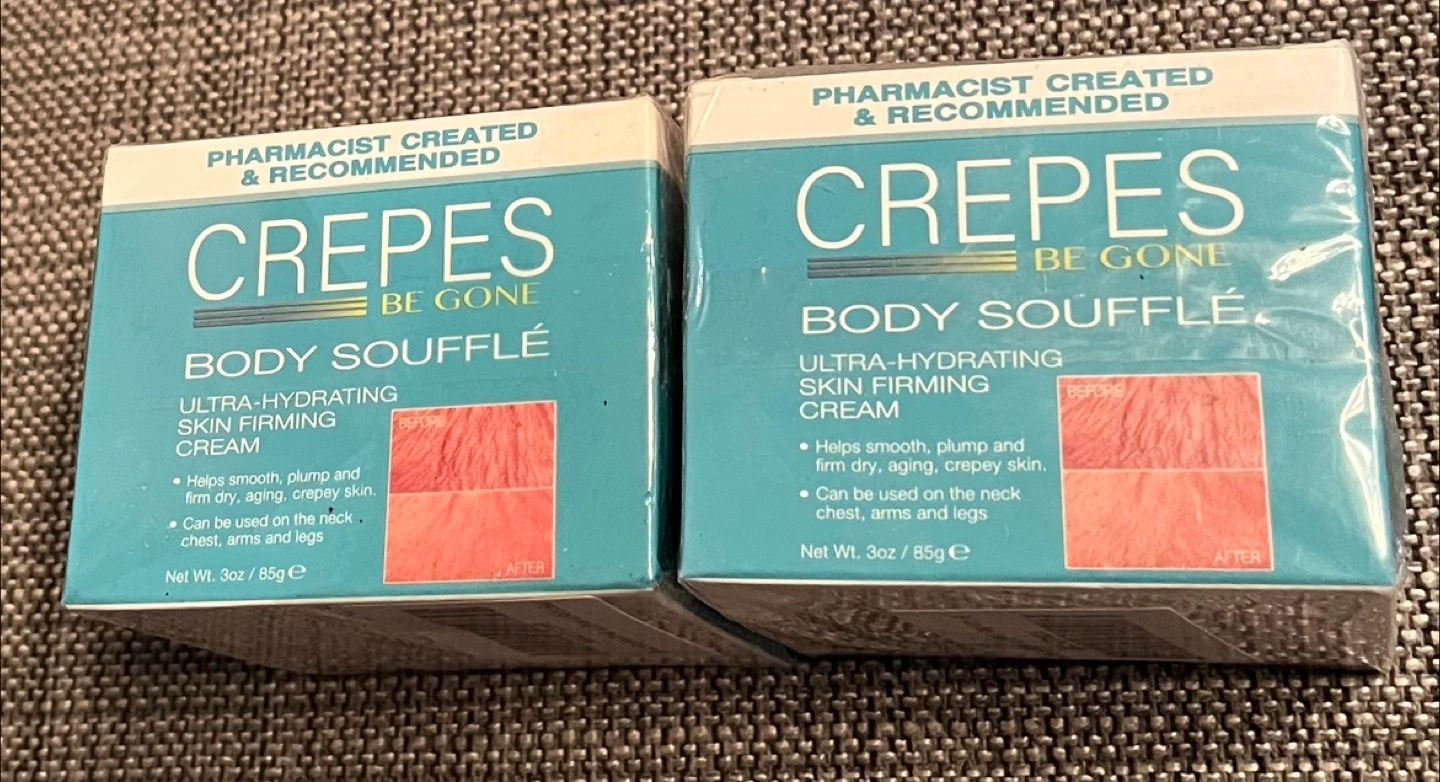 PHARMACIST CREATED
& RECOMMENDED
CREPES
BE GONE
BODY SOUFFLÉ
ULTRA-HYDRATING
SKIN FIRMING
CREAM
• Helps smooth, plump and
firm dry, aging, crepey skin.
• Can be used on the neck
chest, arms and legs
Net Wt. 3oz / 85g ℮
BEFORE
AFTER
PHARMACIST CREATED
& RECOMMENDED
CREPES
BE GONE
BODY SOUFFLÉ
ULTRA-HYDRATING
SKIN FIRMING
CREAM
• Helps smooth, plump and
firm dry, aging, crepey skin.
• Can be used on the neck
chest, arms and legs
Net Wt. 3oz / 85g ℮
BEFORE
AFTER